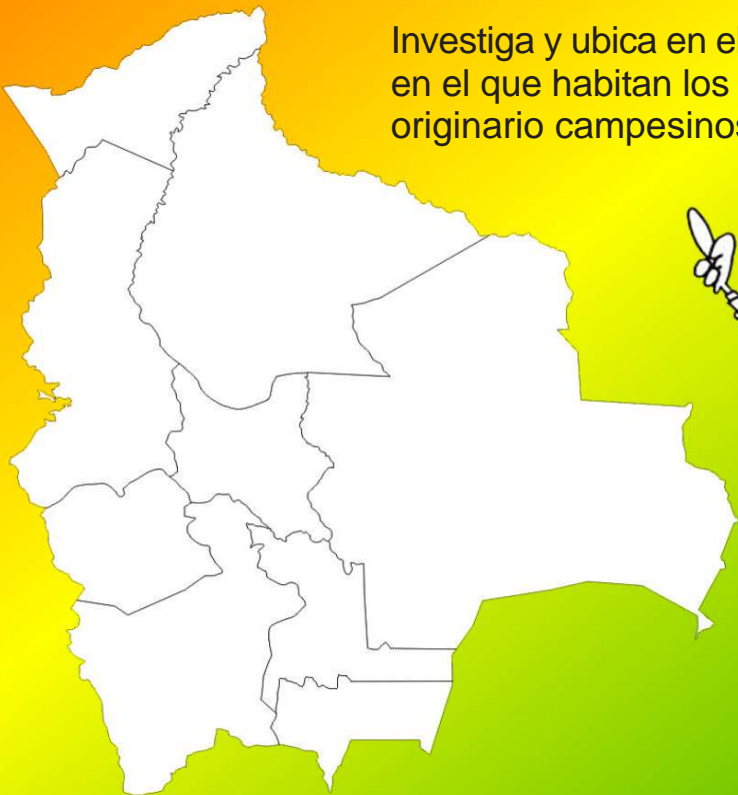 Investiga y ubica en el
en el que habitan los
originario campesinos